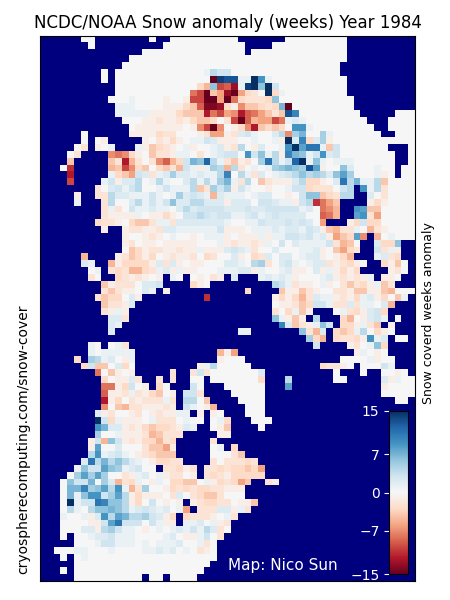 NCDC/NOAA Snow anomaly (weeks) Year 1984
cryospherecomputing.com/snow-cover
Snow coverd weeks anomaly
15
7
0
−7
−15
Map: Nico Sun